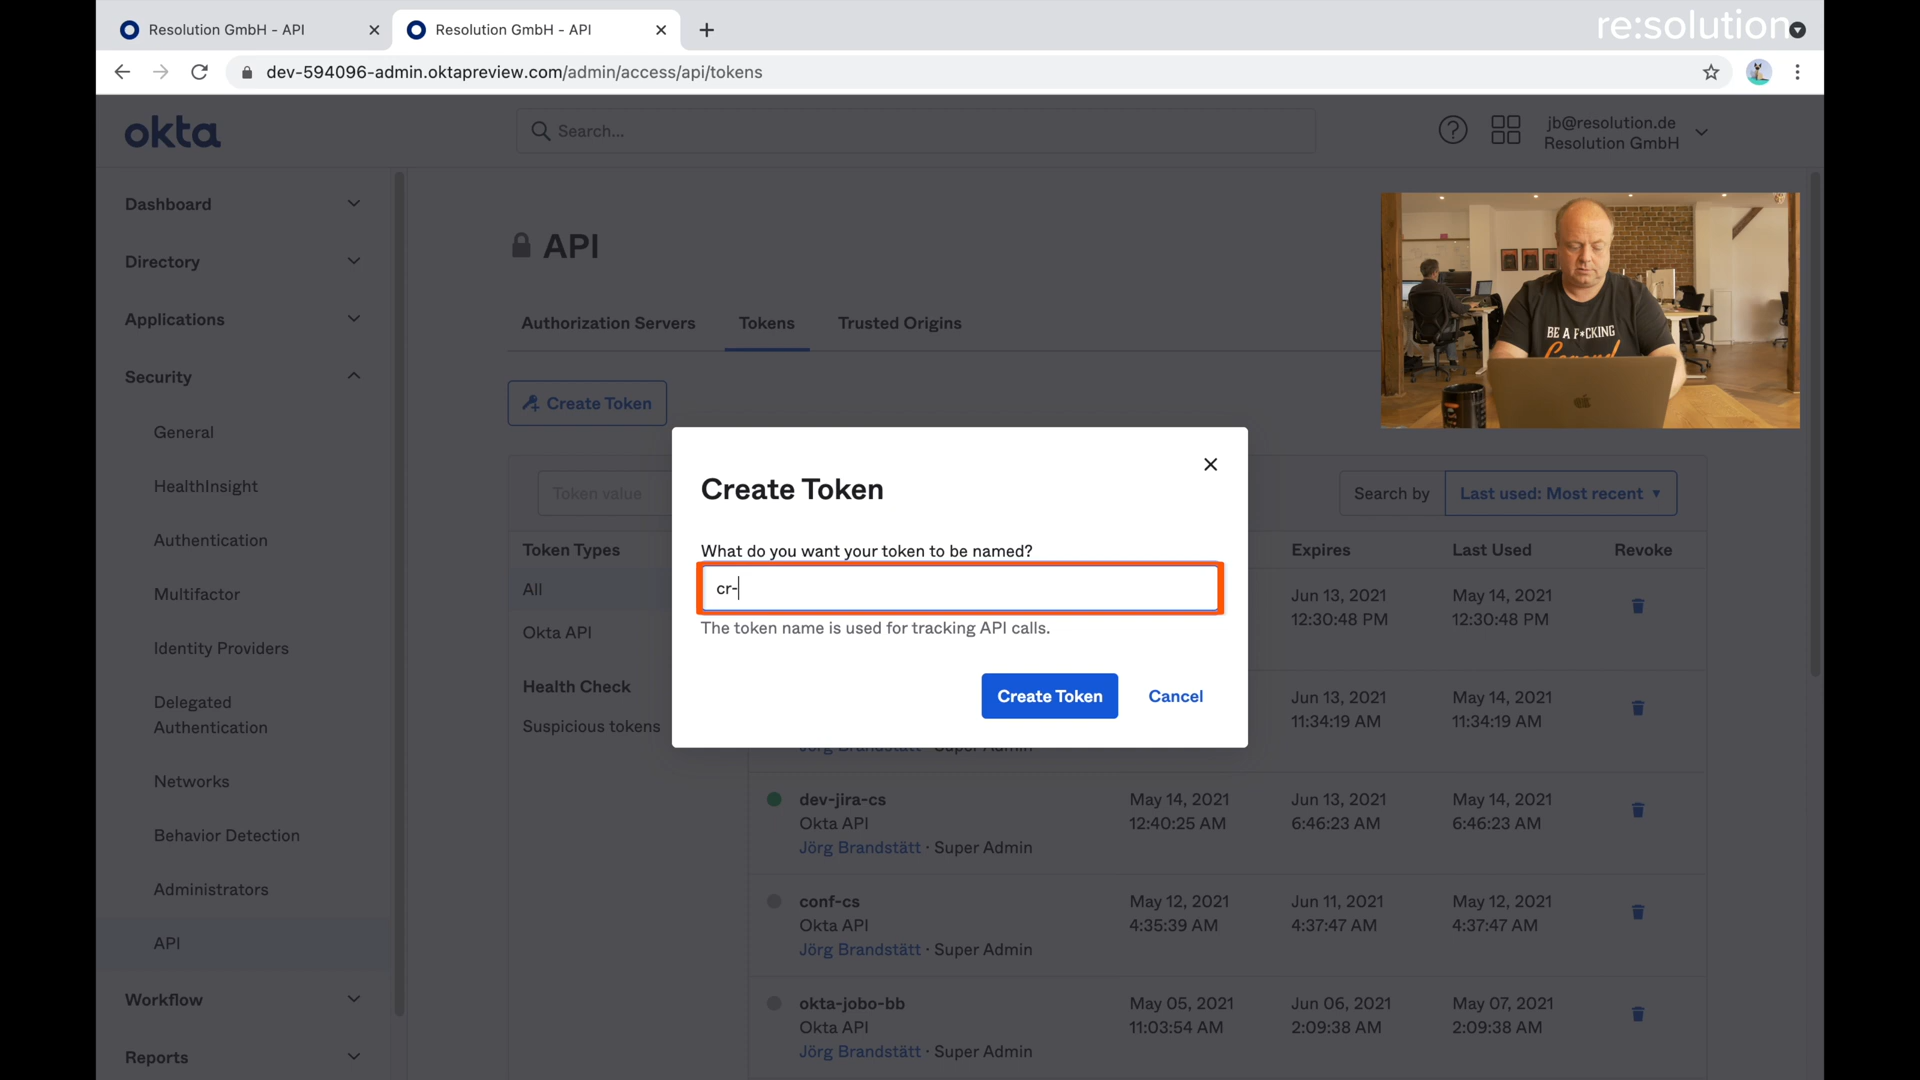 Resolution GmbH - API
Resolution GmbH - API
re:solution
dev-594096-admin.oktapreview.com/admin/access/api/tokens
okta
Search...
jb@resolution.de
Resolution GmbH
Dashboard
Directory
Applications
Security
General
HealthInsight
Authentication
Multifactor
Identity Providers
Delegated
Authentication
Networks
Behavior Detection
Administrators
API
Workflow
Reports
API
Authorization Servers
Tokens
Trusted Origins
Create Token
BE A F*CKING
Legend
Token value
Search by
Last used: Most recent
Token Types
All
Okta API
Health Check
Suspicious tokens
Create Token
What do you want your token to be named?
cr-
The token name is used for tracking API calls.
Create Token
Cancel
Expires
Last Used
Revoke
Jun 13, 2021
12:30:48 PM
May 14, 2021
12:30:48 PM
Jun 13, 2021
11:34:19 AM
May 14, 2021
11:34:19 AM
Jörg Brandstätt · Super Admin
dev-jira-cs
Okta API
Jörg Brandstätt · Super Admin
May 14, 2021
12:40:25 AM
Jun 13, 2021
6:46:23 AM
May 14, 2021
6:46:23 AM
conf-cs
Okta API
Jörg Brandstätt · Super Admin
May 12, 2021
4:35:39 AM
Jun 11, 2021
4:37:47 AM
May 12, 2021
4:37:47 AM
okta-jobo-bb
Okta API
Jörg Brandstätt · Super Admin
May 05, 2021
11:03:54 AM
Jun 06, 2021
2:09:38 AM
May 07, 2021
2:09:38 AM